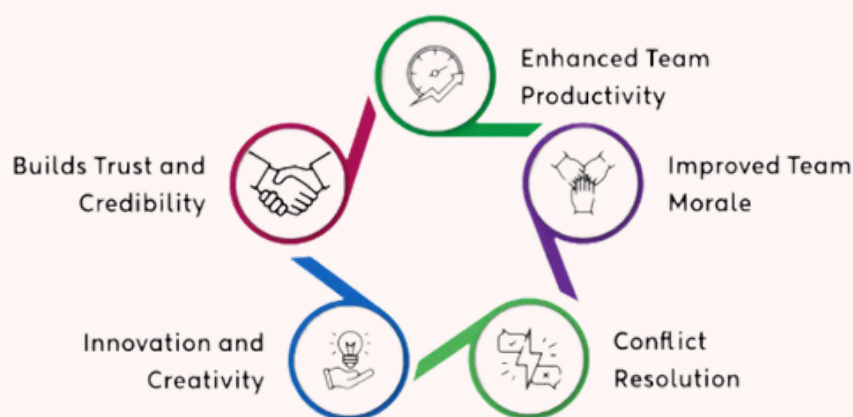 Enhanced Team
Productivity
Improved Team
Morale
Conflict
Resolution
Innovation and
Creativity
Builds Trust and
Credibility